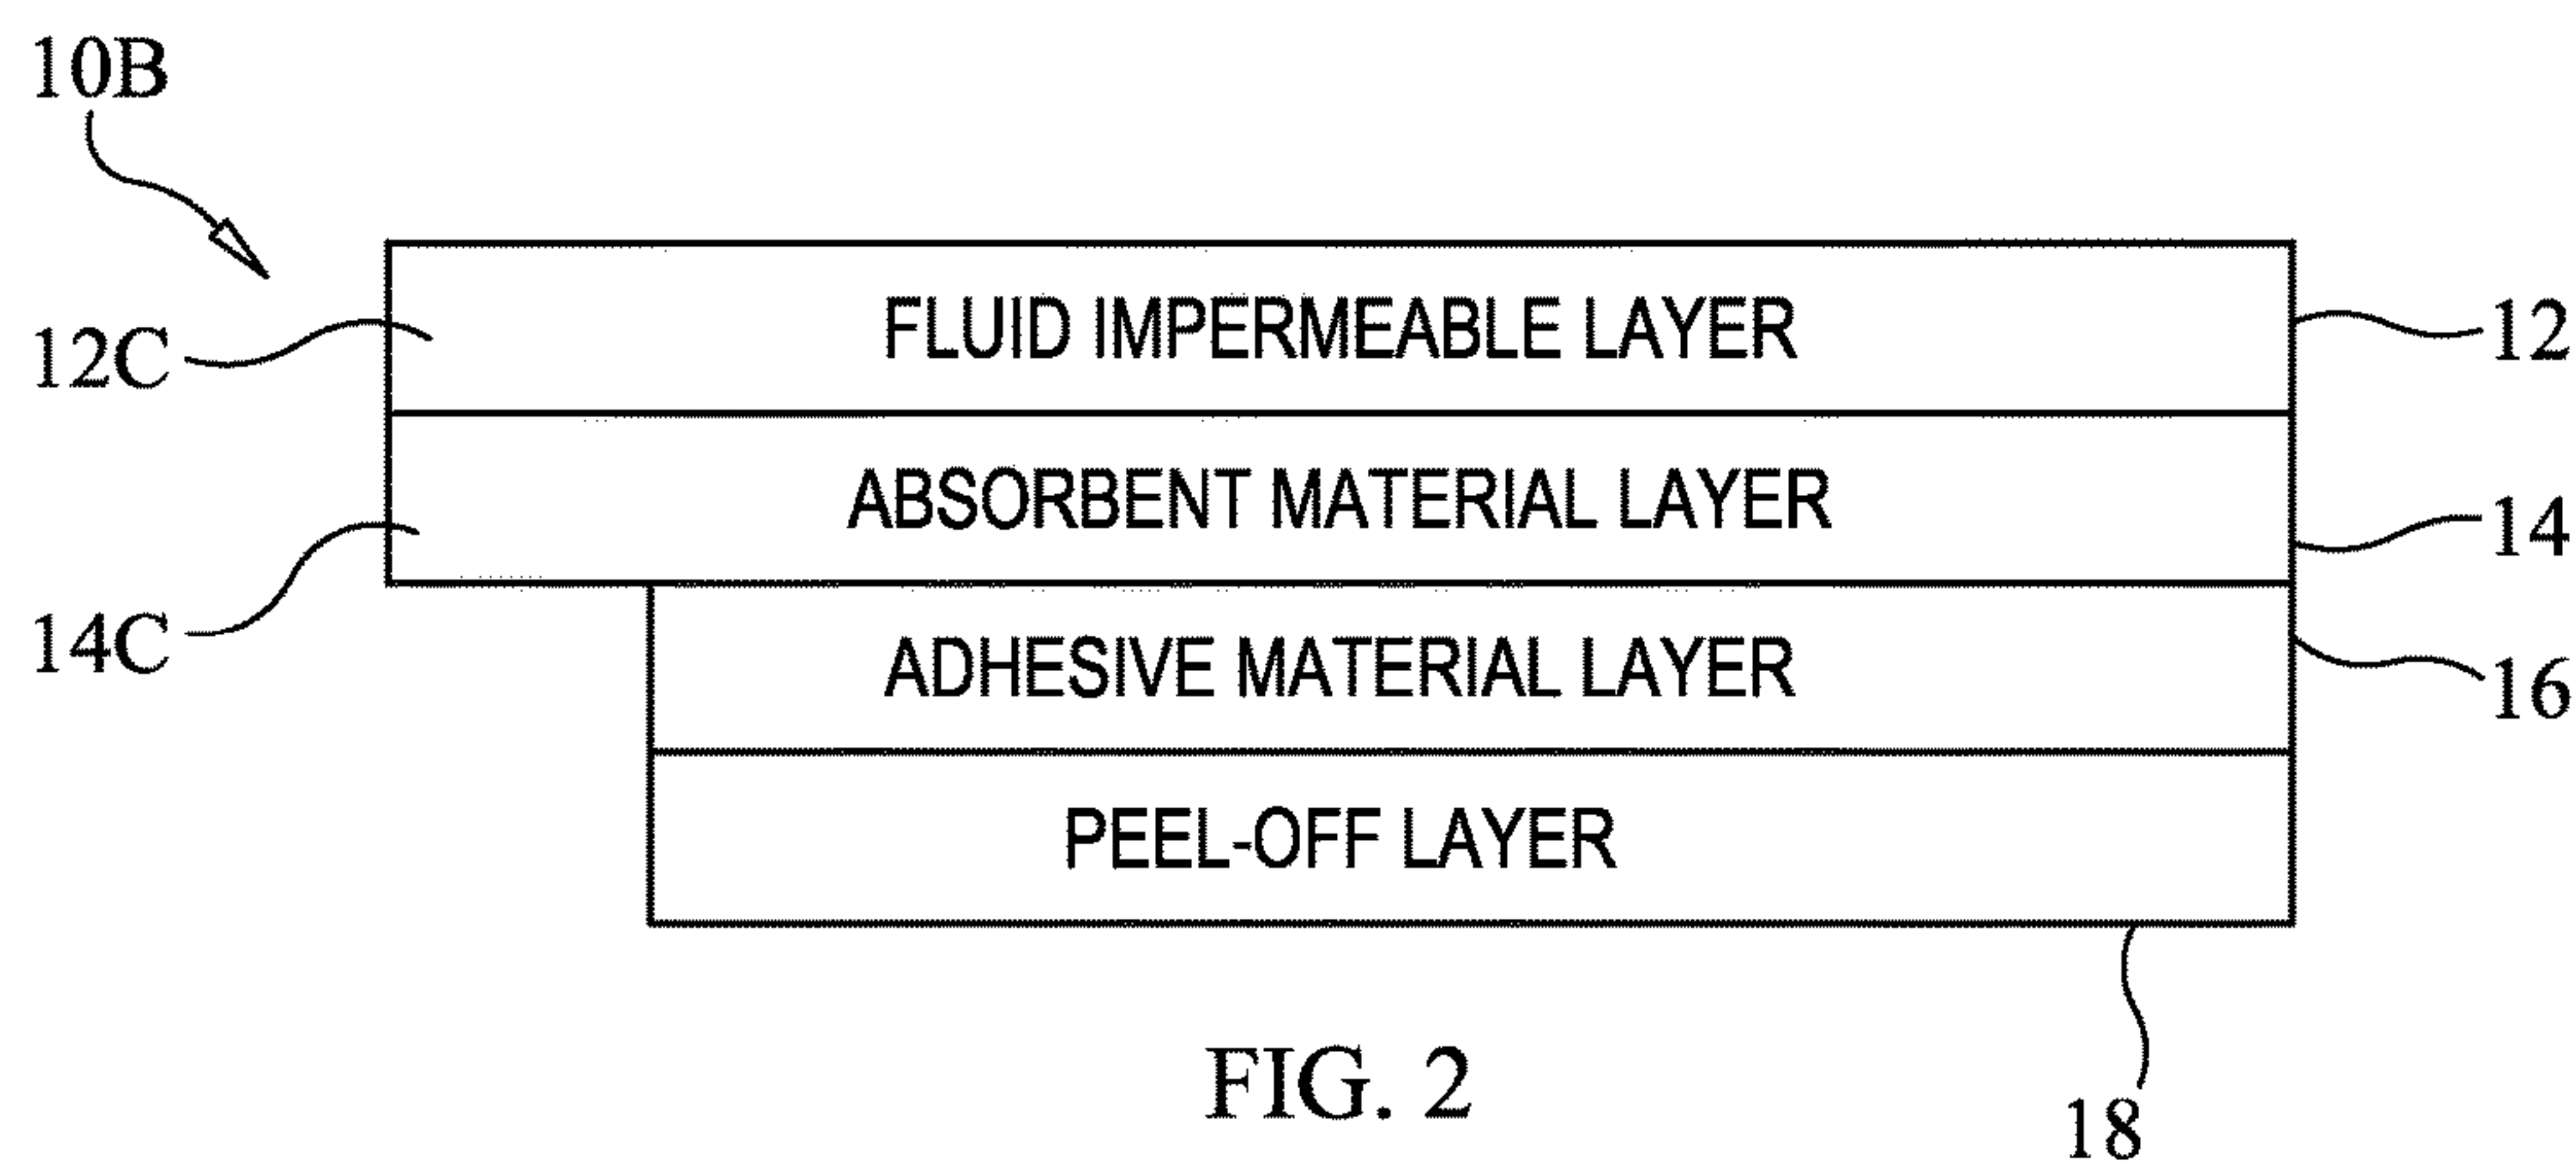 10B
FLUID IMPERMEABLE LAYER
12
12C
ABSORBENT MATERIAL LAYER
14
14C
ADHESIVE MATERIAL LAYER
16
PEEL-OFF LAYER
FIG. 2
18